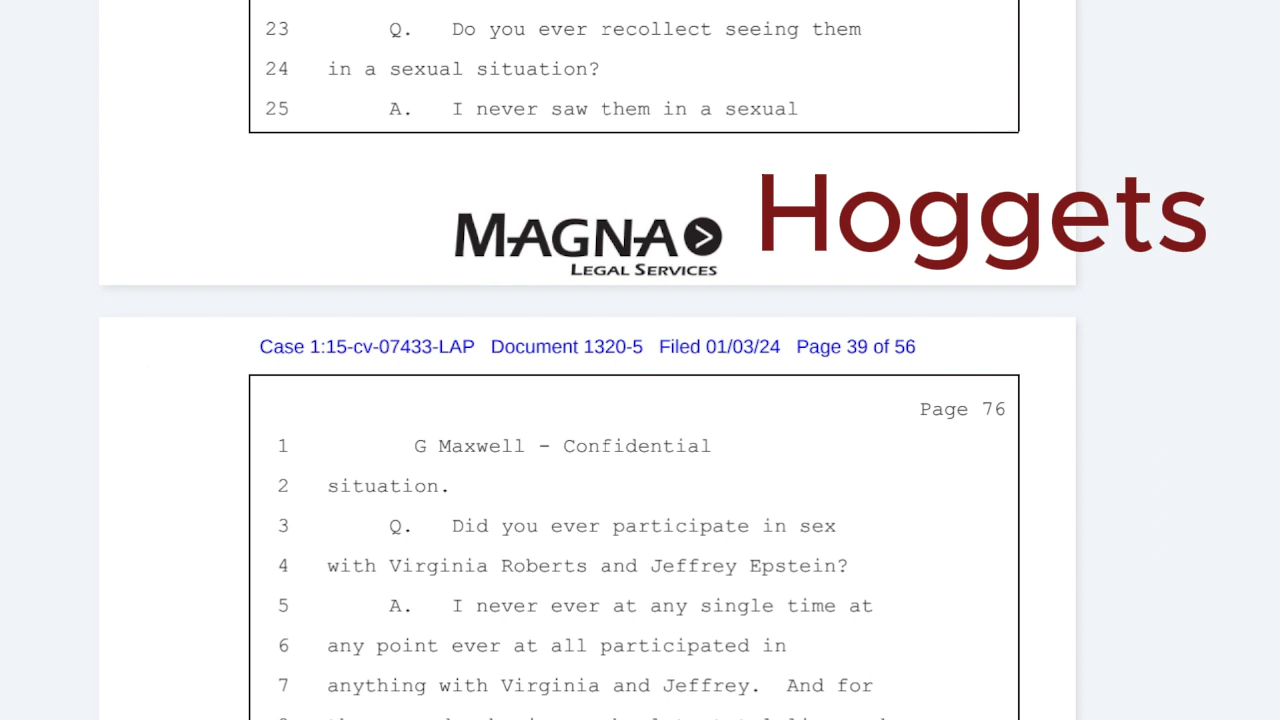 23 Q. Do you ever recollect seeing them
24 in a sexual situation?
25 A. I never saw them in a sexual
Hoggets
MAGNA
LEGAL SERVICES
Case 1:15-cv-07433-LAP Document 1320-5 Filed 01/03/24 Page 39 of 56
Page 76
1 G Maxwell - Confidential
2 situation.
3 Q. Did you ever participate in sex
4 with Virginia Roberts and Jeffrey Epstein?
5 A. I never ever at any single time at
6 any point ever at all participated in
7 anything with Virginia and Jeffrey. And for